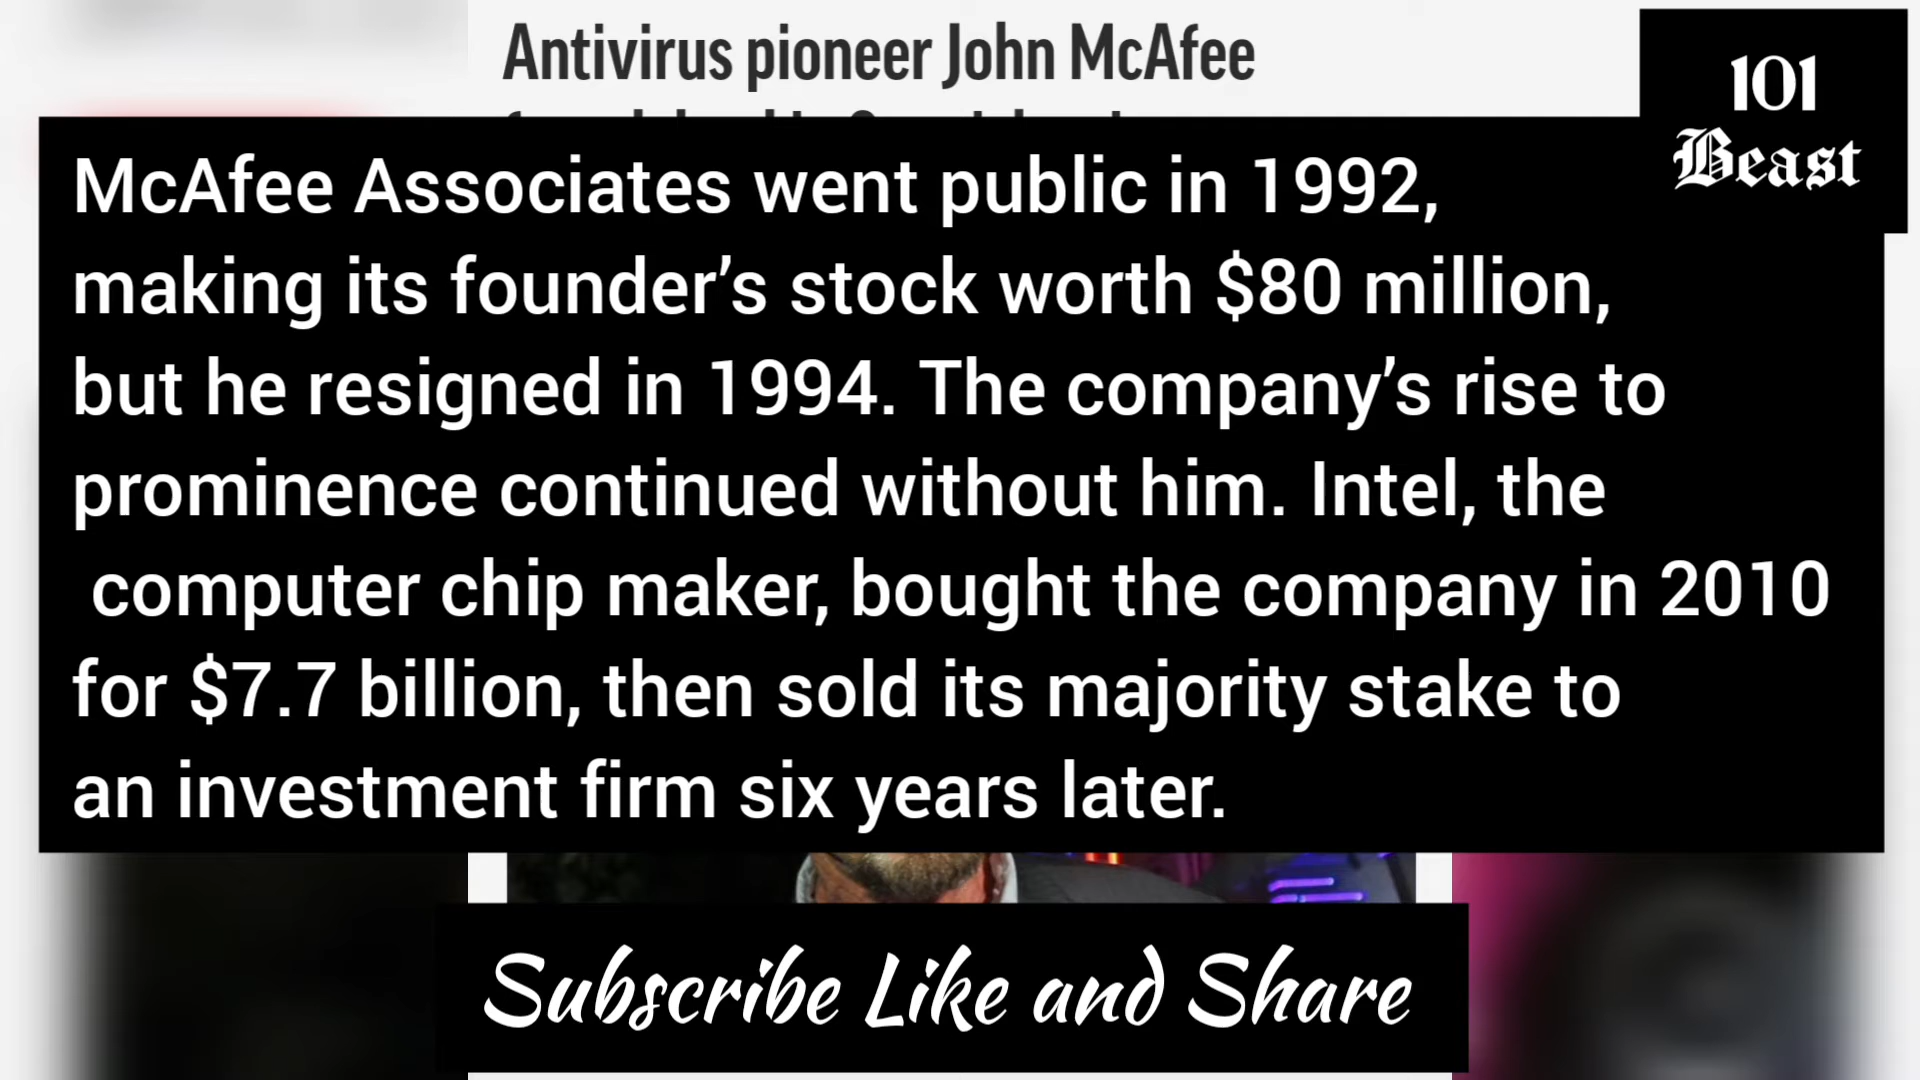 Antivirus pioneer John McAfee
101
Beast
McAfee Associates went public in 1992,
making its founder’s stock worth $80 million,
but he resigned in 1994. The company’s rise to
prominence continued without him. Intel, the
computer chip maker, bought the company in 2010
for $7.7 billion, then sold its majority stake to
an investment firm six years later.
Subscribe Like and Share